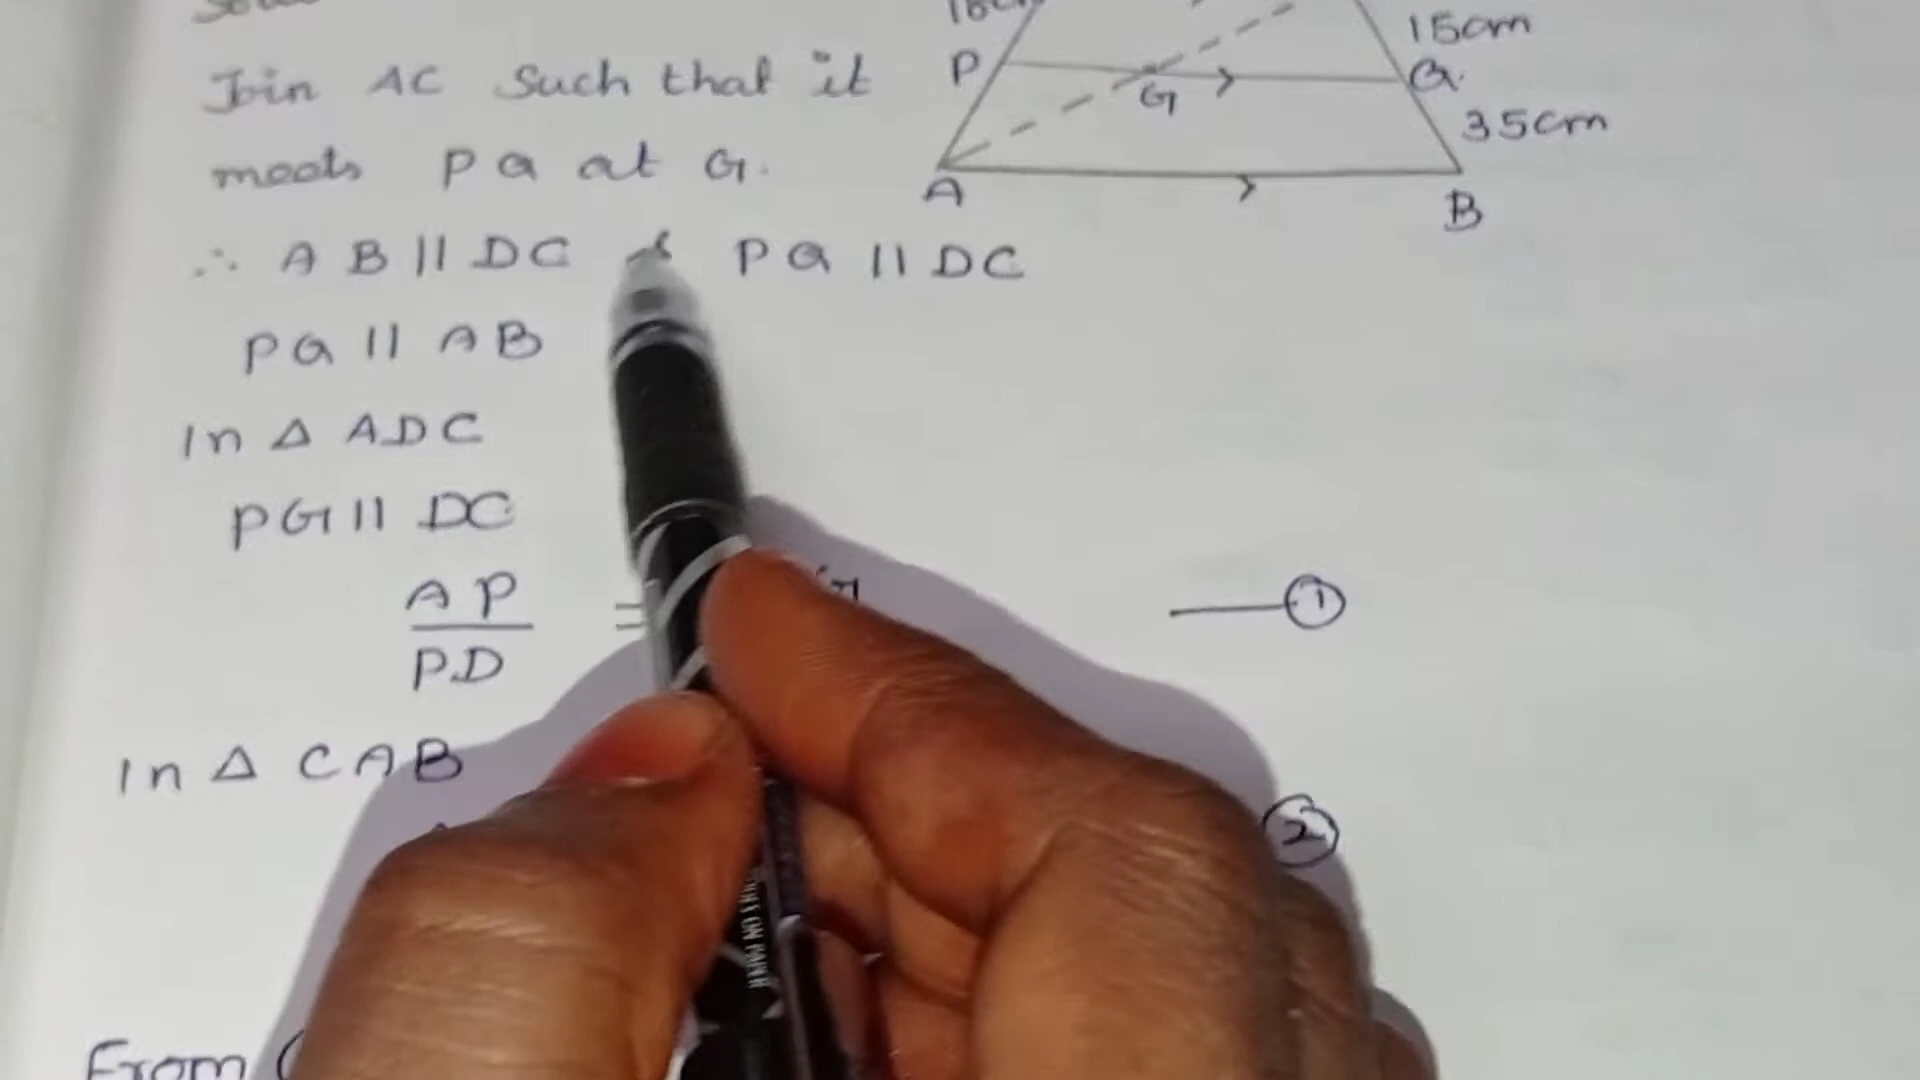 Join AC Such that it
meets PQ at G.
∴ AB || DC & PQ || DC
PQ || AB
In Δ ADC
PG || DC
AP
PD
=
①
In Δ CAB
②
From
15cm
P
G
Q
35cm
A
B